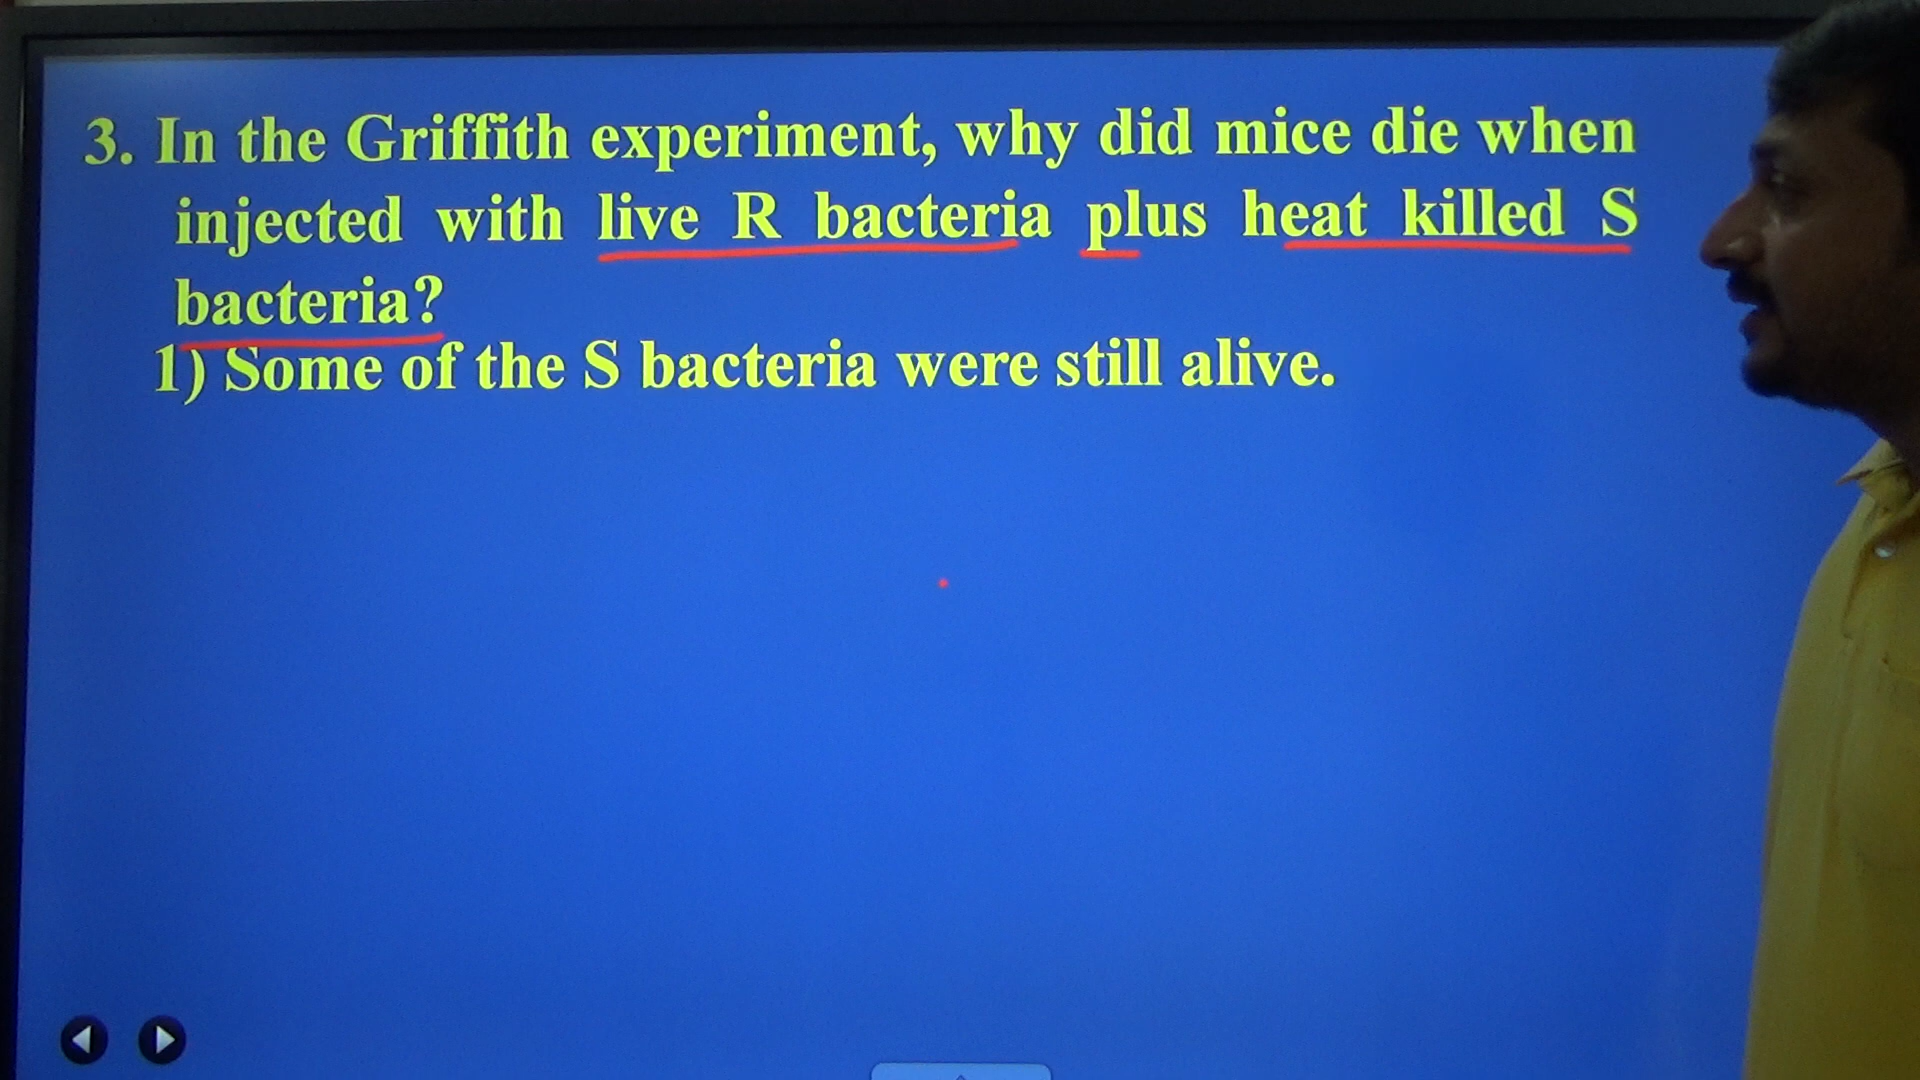 3. In the Griffith experiment, why did mice die when
injected with live R bacteria plus heat killed S
bacteria?
1) Some of the S bacteria were still alive.